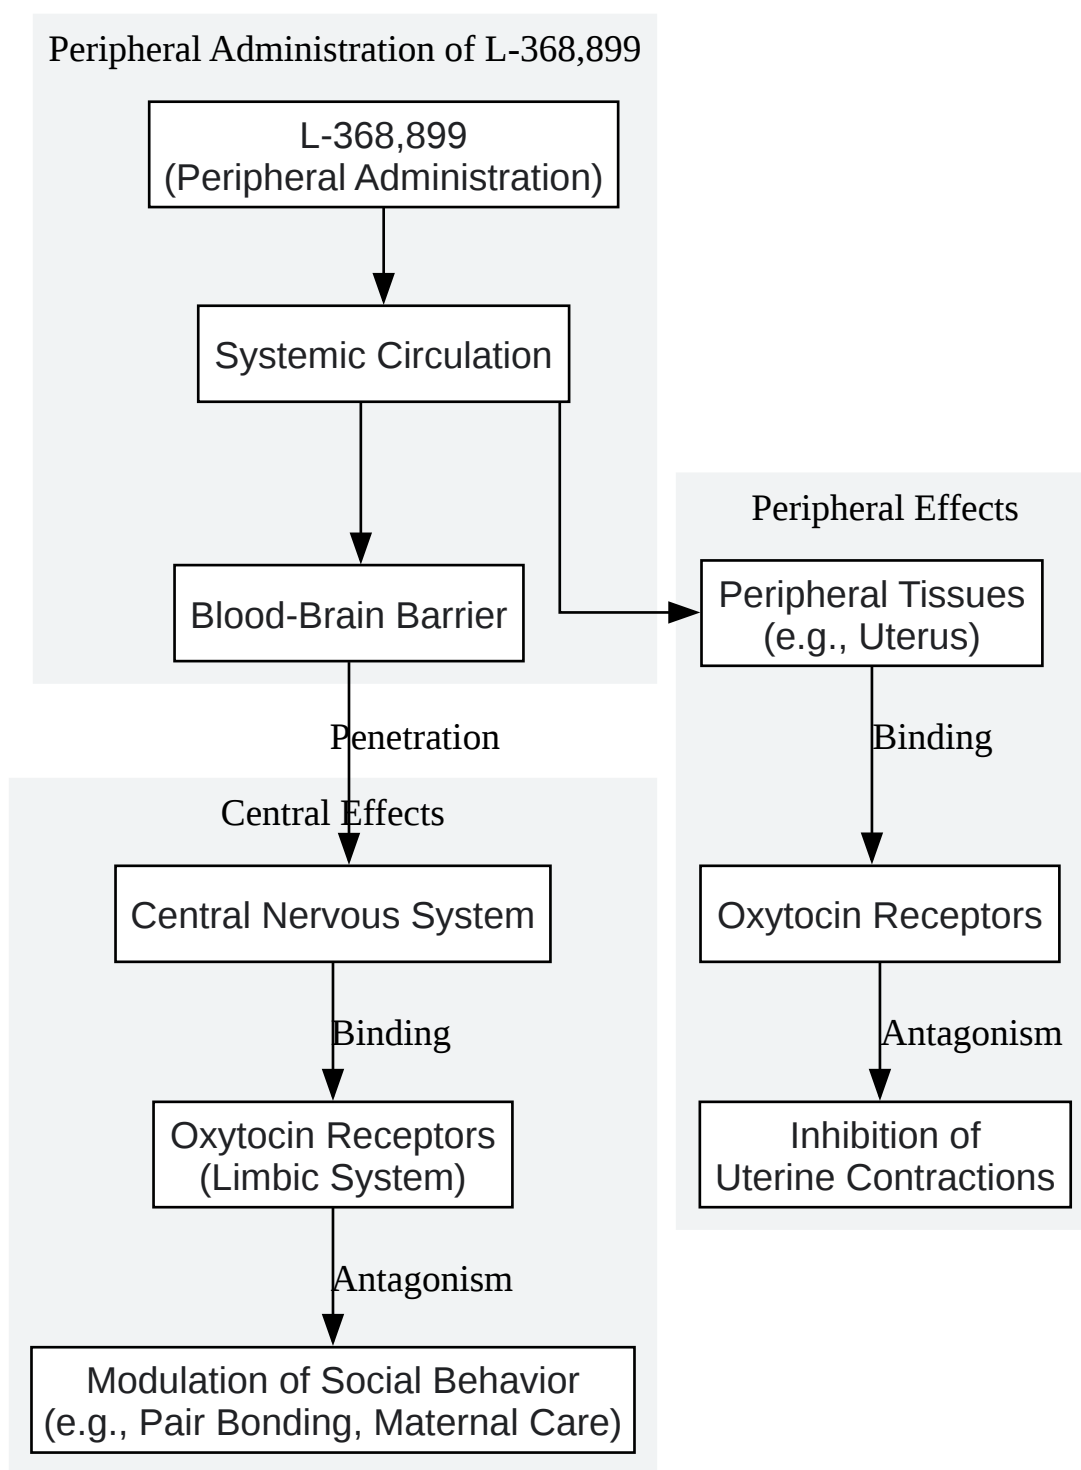 Peripheral Administration of L-368,899
L-368,899
(Peripheral Administration)
Systemic Circulation
Blood-Brain Barrier
Penetration
Central Effects
Central Nervous System
Binding
Oxytocin Receptors
(Limbic System)
Antagonism
Modulation of Social Behavior
(e.g., Pair Bonding, Maternal Care)
Peripheral Effects
Peripheral Tissues
(e.g., Uterus)
Binding
Oxytocin Receptors
Antagonism
Inhibition of
Uterine Contractions